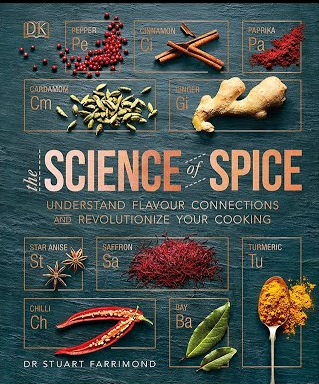 DK
PEPPER
Pe
CINNAMON
Ci
PAPRIKA
Pa
CARDAMOM
Cm
GINGER
Gi
the SCIENCE of SPICE
UNDERSTAND FLAVOUR CONNECTIONS
AND REVOLUTIONIZE YOUR COOKING
STAR ANISE
St
SAFFRON
Sa
TURMERIC
Tu
CHILLI
Ch
BAY
Ba
DR STUART FARRIMOND